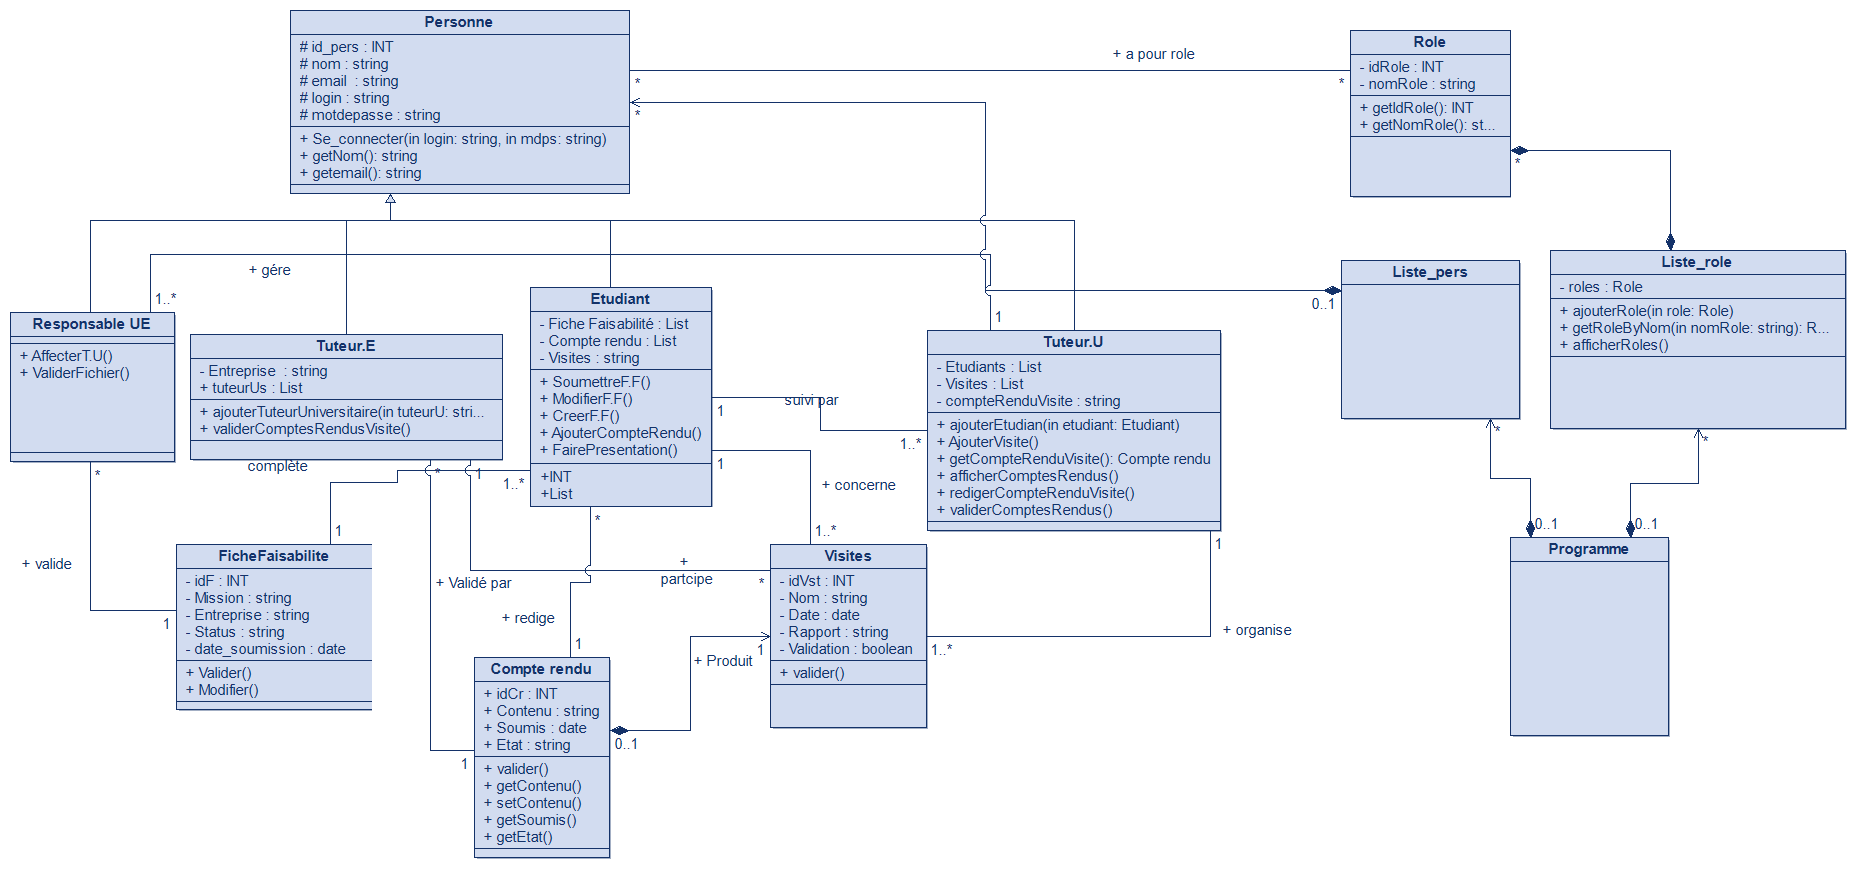 Personne
# id_pers : INT
# nom : string
# email  : string
# login : string
# motdepasse : string
+ Se_connecter(in login: string, in mdps: string)
+ getNom(): string
+ getemail(): string
+ a pour role
*
*
*
Role
- idRole : INT
- nomRole : string
+ getIdRole(): INT
+ getNomRole(): st...
*
+ gére
1..*
1
Responsable UE
+ AffecterT.U()
+ ValiderFichier()
*
Tuteur.E
- Entreprise  : string
+ tuteurUs : List
+ ajouterTuteurUniversitaire(in tuteurU: stri...
+ validerComptesRendusVisite()
complète
*
1
1..*
Etudiant
- Fiche Faisabilité : List
- Compte rendu : List
- Visites : string
+ SoumettreF.F()
+ ModifierF.F()
+ CreerF.F()
+ AjouterCompteRendu()
+ FairePresentation()
+INT
+List
*
1
suivi par
1..*
1
+ concerne
1..*
Tuteur.U
- Etudiants : List
- Visites : List
- compteRenduVisite : string
+ ajouterEtudian(in etudiant: Etudiant)
+ AjouterVisite()
+ getCompteRenduVisite(): Compte rendu
+ afficherComptesRendus()
+ redigerCompteRenduVisite()
+ validerComptesRendus()
1
Liste_pers
0..1
*
Liste_role
- roles : Role
+ ajouterRole(in role: Role)
+ getRoleByNom(in nomRole: string): R...
+ afficherRoles()
*
0..1
0..1
Programme
+ valide
1
1
FicheFaisabilite
- idF : INT
- Mission : string
- Entreprise : string
- Status : string
- date_soumission : date
+ Valider()
+ Modifier()
+ Validé par
1
+
partcipe
*
+ redige
1
Compte rendu
+ idCr : INT
+ Contenu : string
+ Soumis : date
+ Etat : string
+ valider()
+ getContenu()
+ setContenu()
+ getSoumis()
+ getEtat()
0..1
+ Produit
1
Visites
- idVst : INT
- Nom : string
- Date : date
- Rapport : string
- Validation : boolean
+ valider()
1..*
+ organise